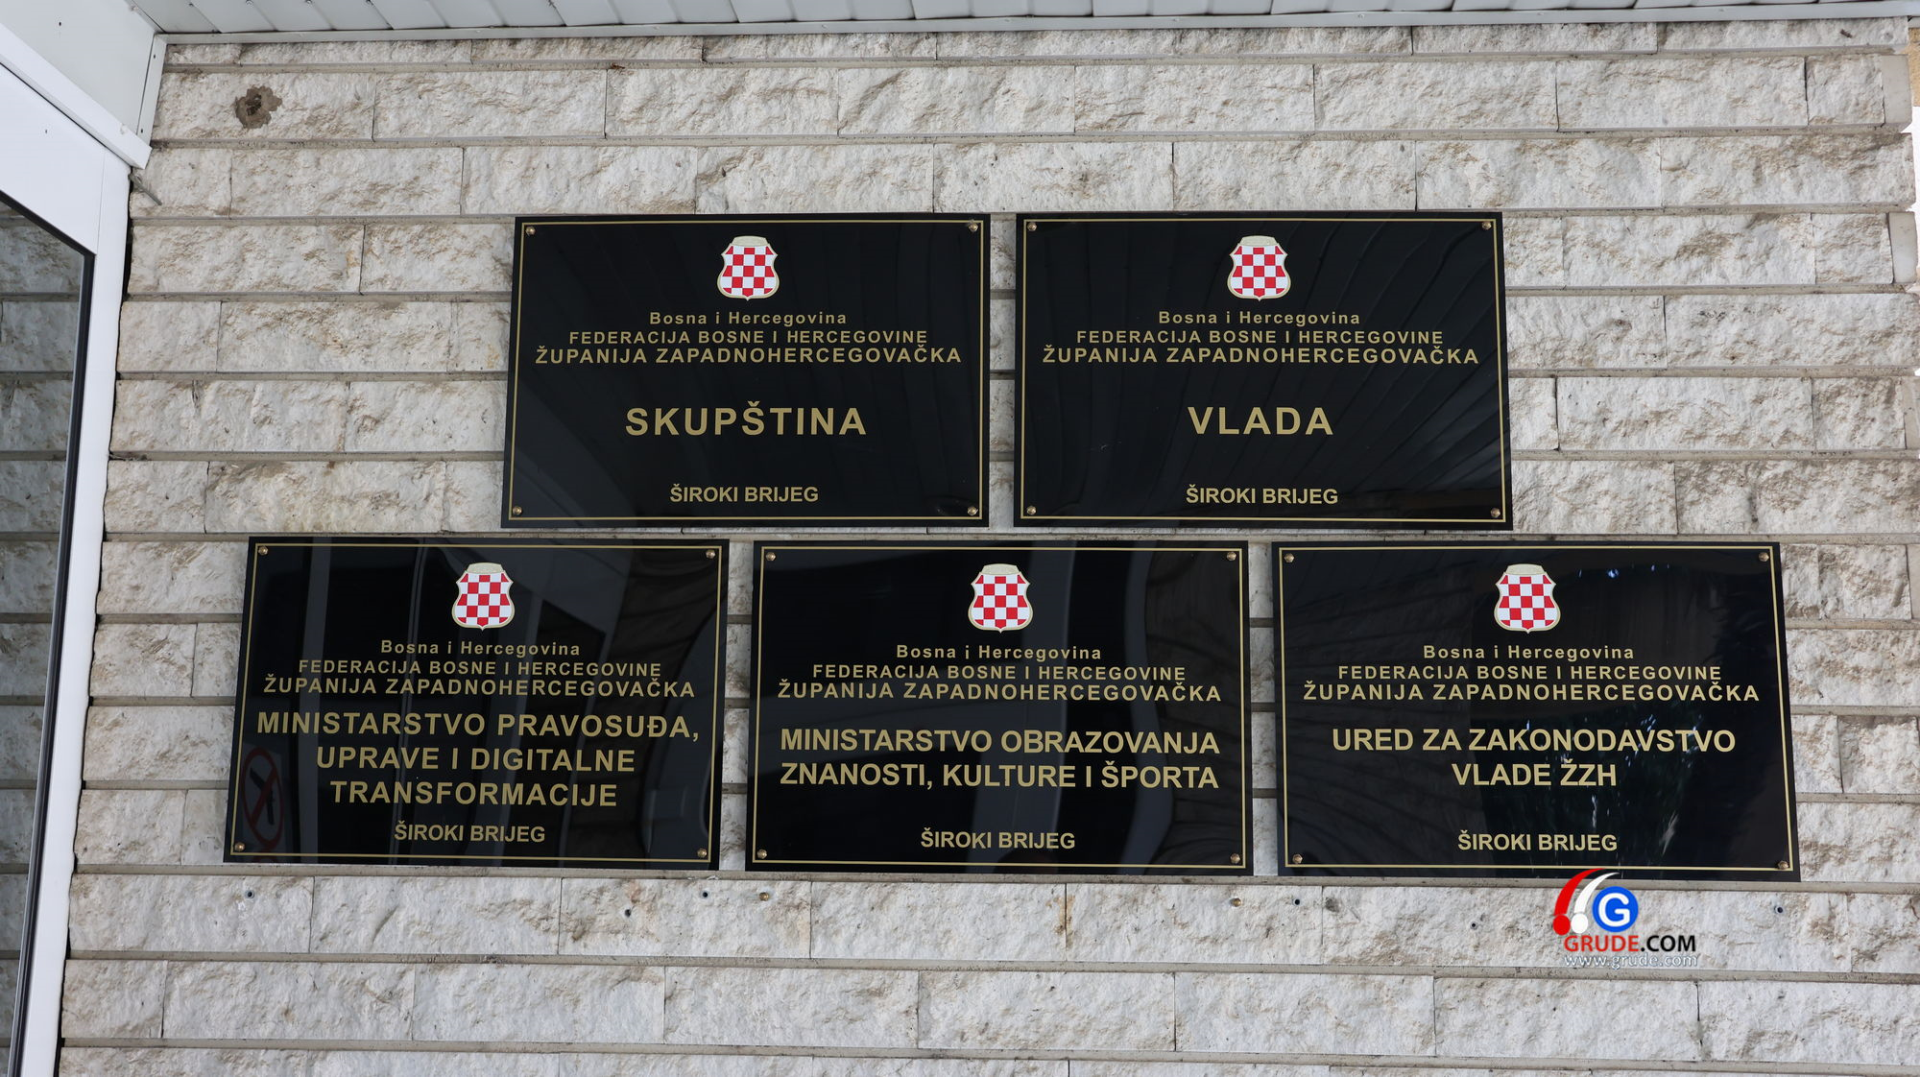 Bosna i Hercegovina
FEDERACIJA BOSNE I HERCEGOVINE
ŽUPANIJA ZAPADNOHERCEGOVAČKA
SKUPŠTINA
ŠIROKI BRIJEG
Bosna i Hercegovina
FEDERACIJA BOSNE I HERCEGOVINE
ŽUPANIJA ZAPADNOHERCEGOVAČKA
VLADA
ŠIROKI BRIJEG
Bosna i Hercegovina
FEDERACIJA BOSNE I HERCEGOVINE
ŽUPANIJA ZAPADNOHERCEGOVAČKA
MINISTARSTVO PRAVOSUĐA,
UPRAVE I DIGITALNE
TRANSFORMACIJE
ŠIROKI BRIJEG
Bosna i Hercegovina
FEDERACIJA BOSNE I HERCEGOVINE
ŽUPANIJA ZAPADNOHERCEGOVAČKA
MINISTARSTVO OBRAZOVANJA
ZNANOSTI, KULTURE I ŠPORTA
ŠIROKI BRIJEG
Bosna i Hercegovina
FEDERACIJA BOSNE I HERCEGOVINE
ŽUPANIJA ZAPADNOHERCEGOVAČKA
URED ZA ZAKONODAVSTVO
VLADE ŽZH
ŠIROKI BRIJEG
G
GRUDE.COM
www.grude.com